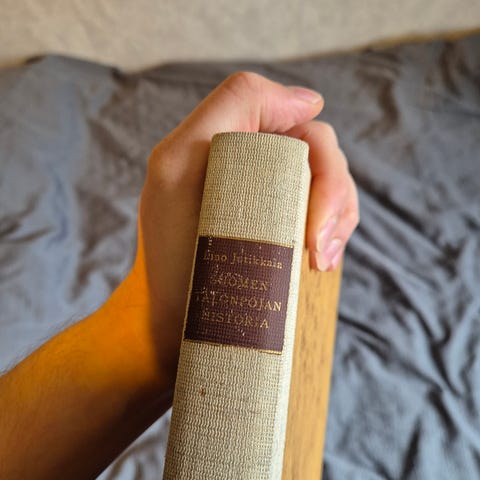 Eino Jutikkala
SUOMEN
TALONPOJAN
HISTORIA